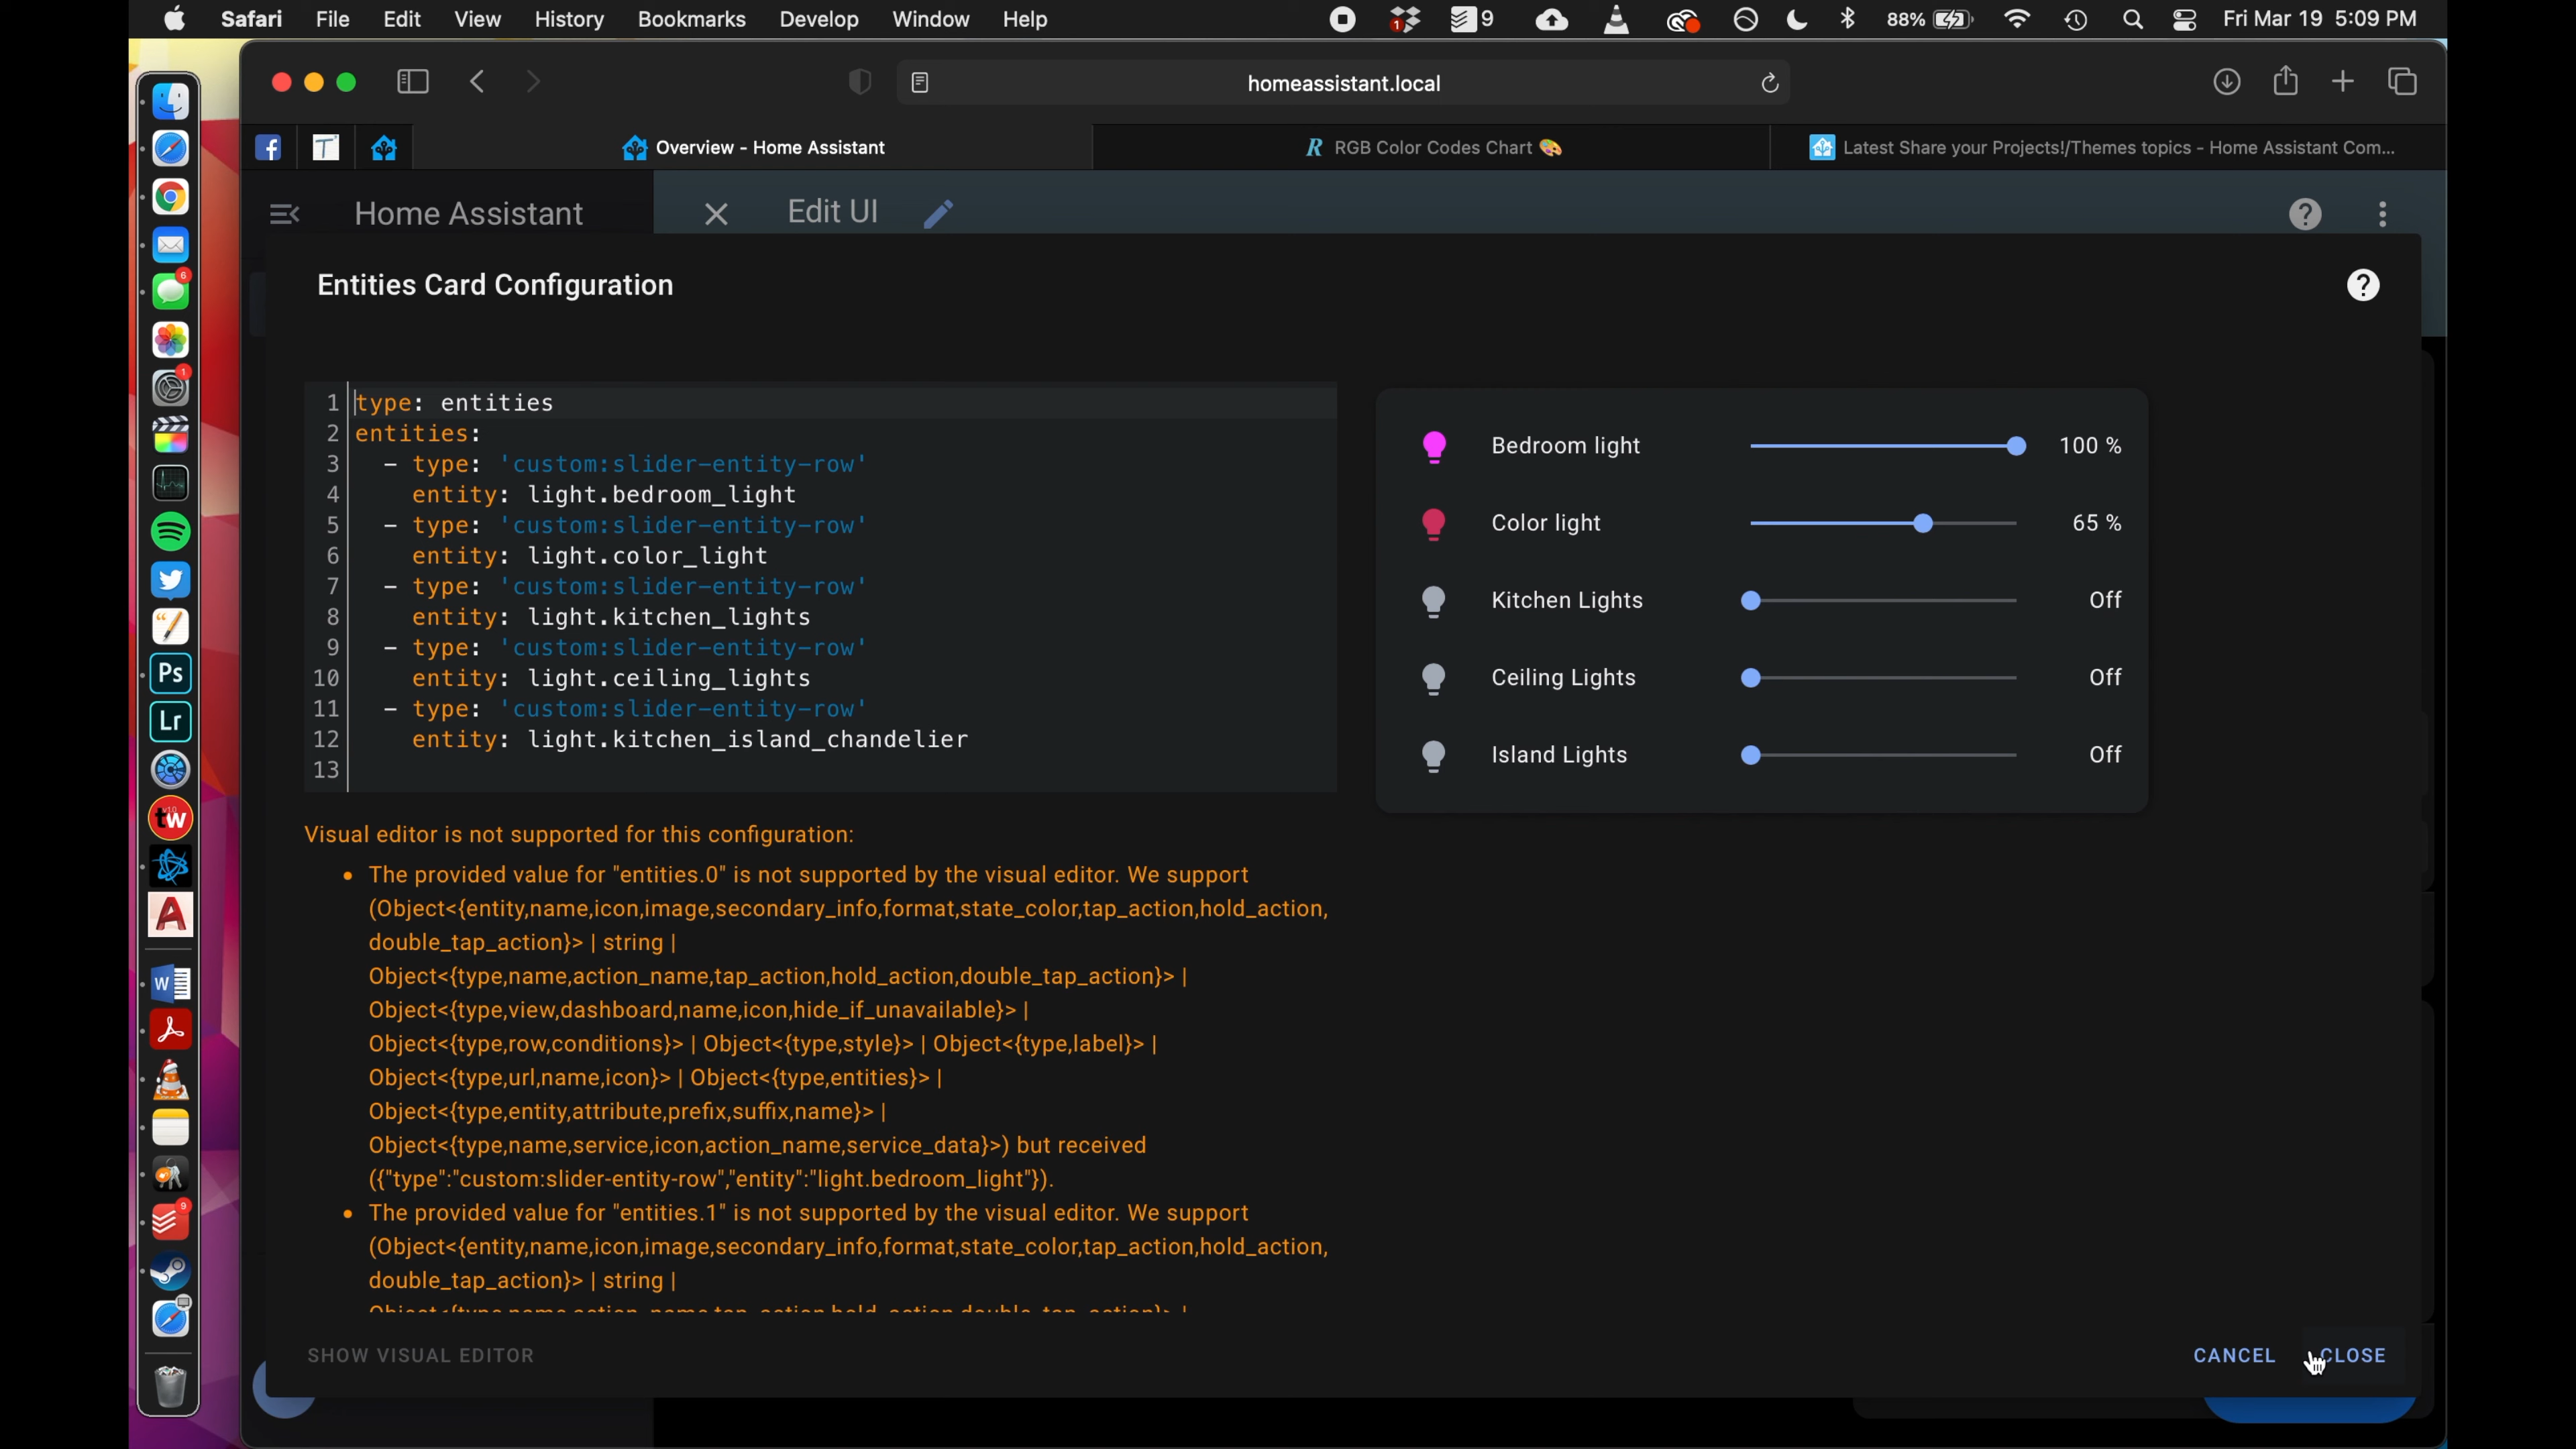 Safari File Edit View History Bookmarks Develop Window Help 1 9 88% Fri Mar 19 5:09 PM
homeassistant.local
Overview - Home Assistant R RGB Color Codes Chart 🎨 Latest Share your Projects!/Themes topics - Home Assistant Com...
Home Assistant Edit UI
Entities Card Configuration
1 type: entities
2 entities:
3 - type: 'custom:slider-entity-row'
4 entity: light.bedroom_light
5 - type: 'custom:slider-entity-row'
6 entity: light.color_light
7 - type: 'custom:slider-entity-row'
8 entity: light.kitchen_lights
9 - type: 'custom:slider-entity-row'
10 entity: light.ceiling_lights
11 - type: 'custom:slider-entity-row'
12 entity: light.kitchen_island_chandelier
13
Bedroom light 100 %
Color light 65 %
Kitchen Lights Off
Ceiling Lights Off
Island Lights Off
Visual editor is not supported for this configuration:
• The provided value for "entities.0" is not supported by the visual editor. We support
(Object<{entity,name,icon,image,secondary_info,format,state_color,tap_action,hold_action,
double_tap_action}> | string |
Object<{type,name,action_name,tap_action,hold_action,double_tap_action}> |
Object<{type,view,dashboard,name,icon,hide_if_unavailable}> |
Object<{type,row,conditions}> | Object<{type,style}> | Object<{type,label}> |
Object<{type,url,name,icon}> | Object<{type,entities}> |
Object<{type,entity,attribute,prefix,suffix,name}> |
Object<{type,name,service,icon,action_name,service_data}>) but received
({"type":"custom:slider-entity-row","entity":"light.bedroom_light"}).
• The provided value for "entities.1" is not supported by the visual editor. We support
(Object<{entity,name,icon,image,secondary_info,format,state_color,tap_action,hold_action,
double_tap_action}> | string |
SHOW VISUAL EDITOR CANCEL CLOSE
6
1
Ps
Lr
tw
W
9